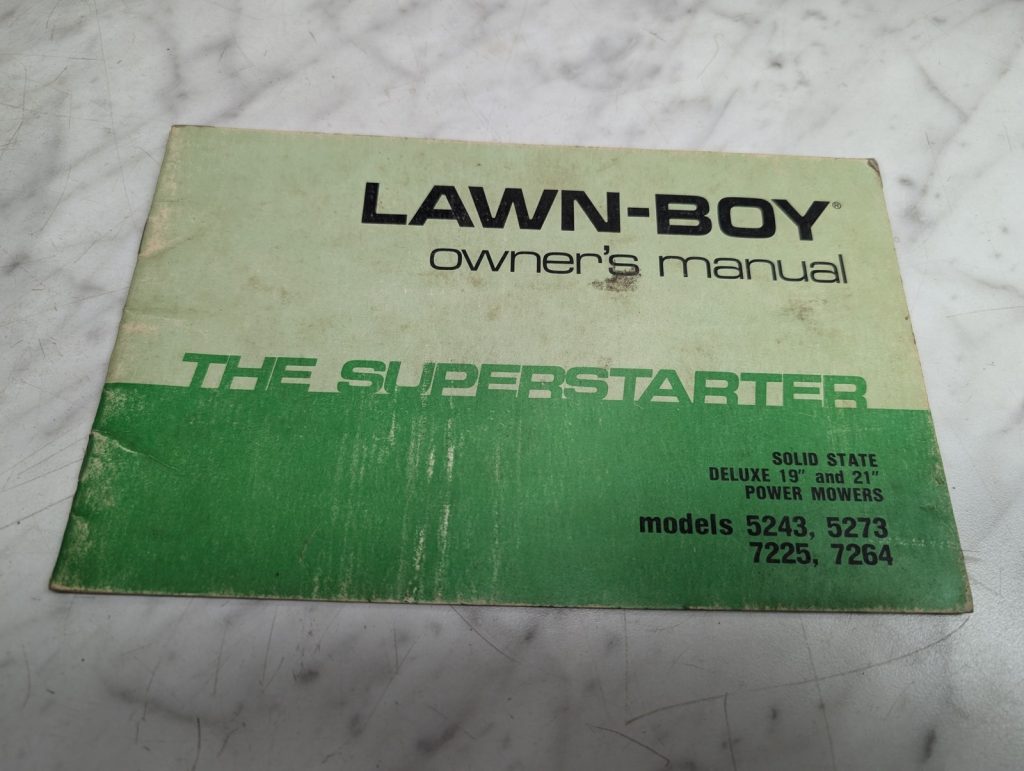 LAWN-BOY®
owner's manual
THE SUPERSTARTER
SOLID STATE
DELUXE 19" and 21"
POWER MOWERS
models 5243, 5273
7225, 7264